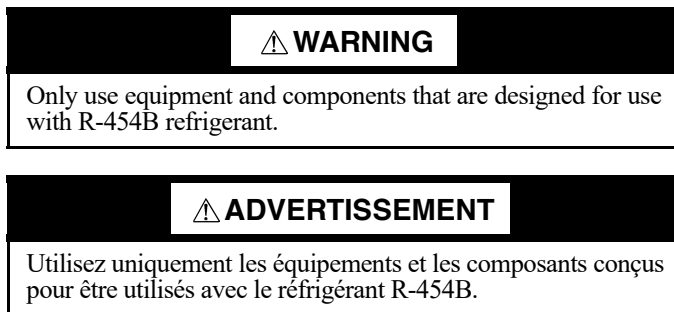 ⚠ WARNING
Only use equipment and components that are designed for use
with R-454B refrigerant.
⚠ ADVERTISSEMENT
Utilisez uniquement les équipements et les composants conçus
pour être utilisés avec le réfrigérant R-454B.